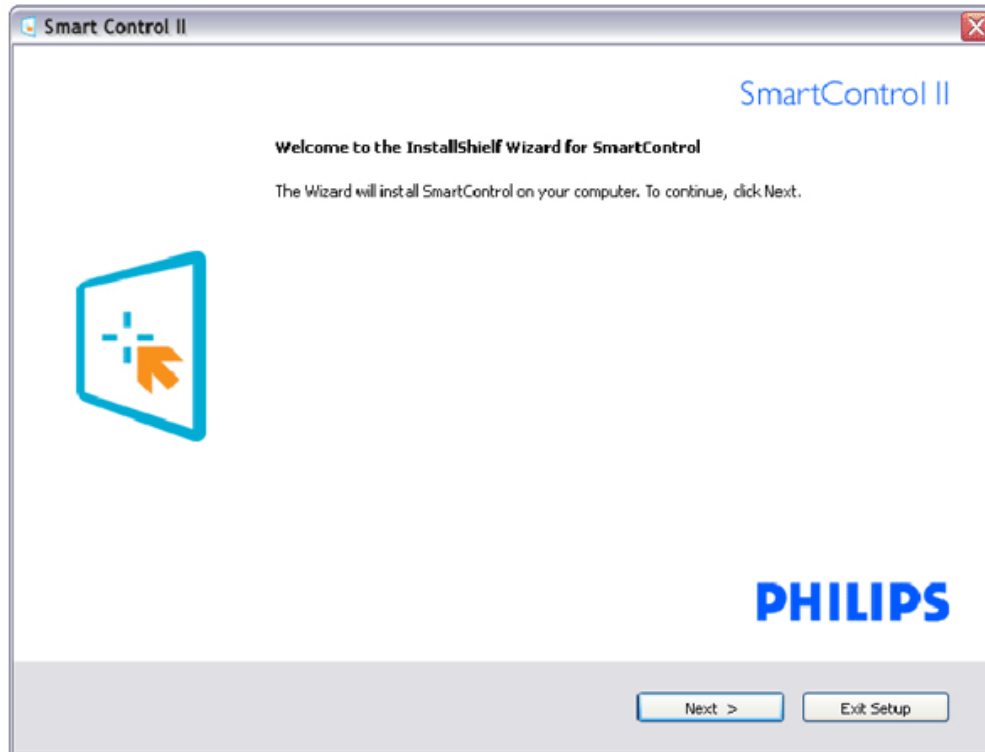 Smart Control II
SmartControl II
Welcome to the InstallShield Wizard for SmartControl
The Wizard will install SmartControl on your computer. To continue, click Next.
PHILIPS
Next >
Exit Setup